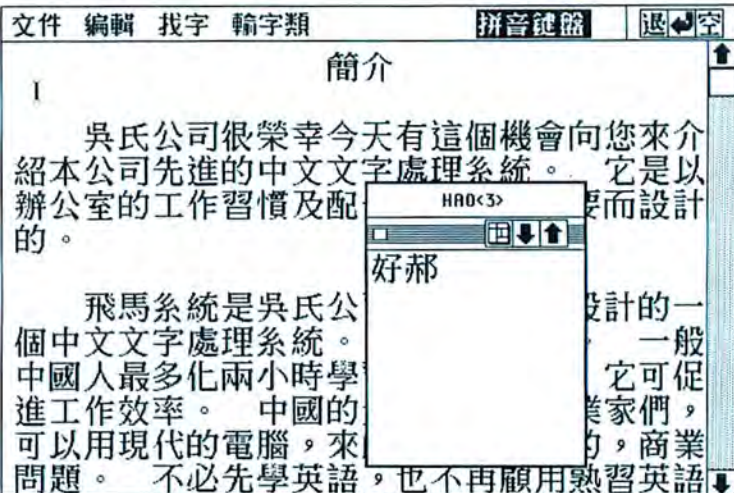 文件 編輯 找字 輸字類 拼音鍵盤 退 空
簡介
吳氏公司很榮幸今天有這個機會向您來介
紹本公司先進的中文文字處理系統。 它是以
辦公室的工作習慣及配 要而設計
的。
HAO<3>
好郝
飛馬系統是吳氏公 設計的一
個中文文字處理系統。 一般
中國人最多化兩小時學 它可促
進工作效率。 中國的 業家們,
可以用現代的電腦,來 的,商業
問題。 不必先學英語,也不再顧用熟習英語